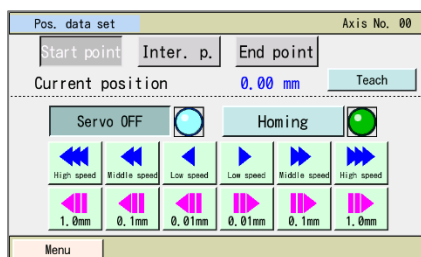 Pos. data set Axis No. 00
Start point Inter. p. End point
Current position 0.00 mm Teach
Servo OFF Homing
High speed Middle speed Low speed Low speed Middle speed High speed
1.0mm 0.1mm 0.01mm 0.01mm 0.1mm 1.0mm
Menu